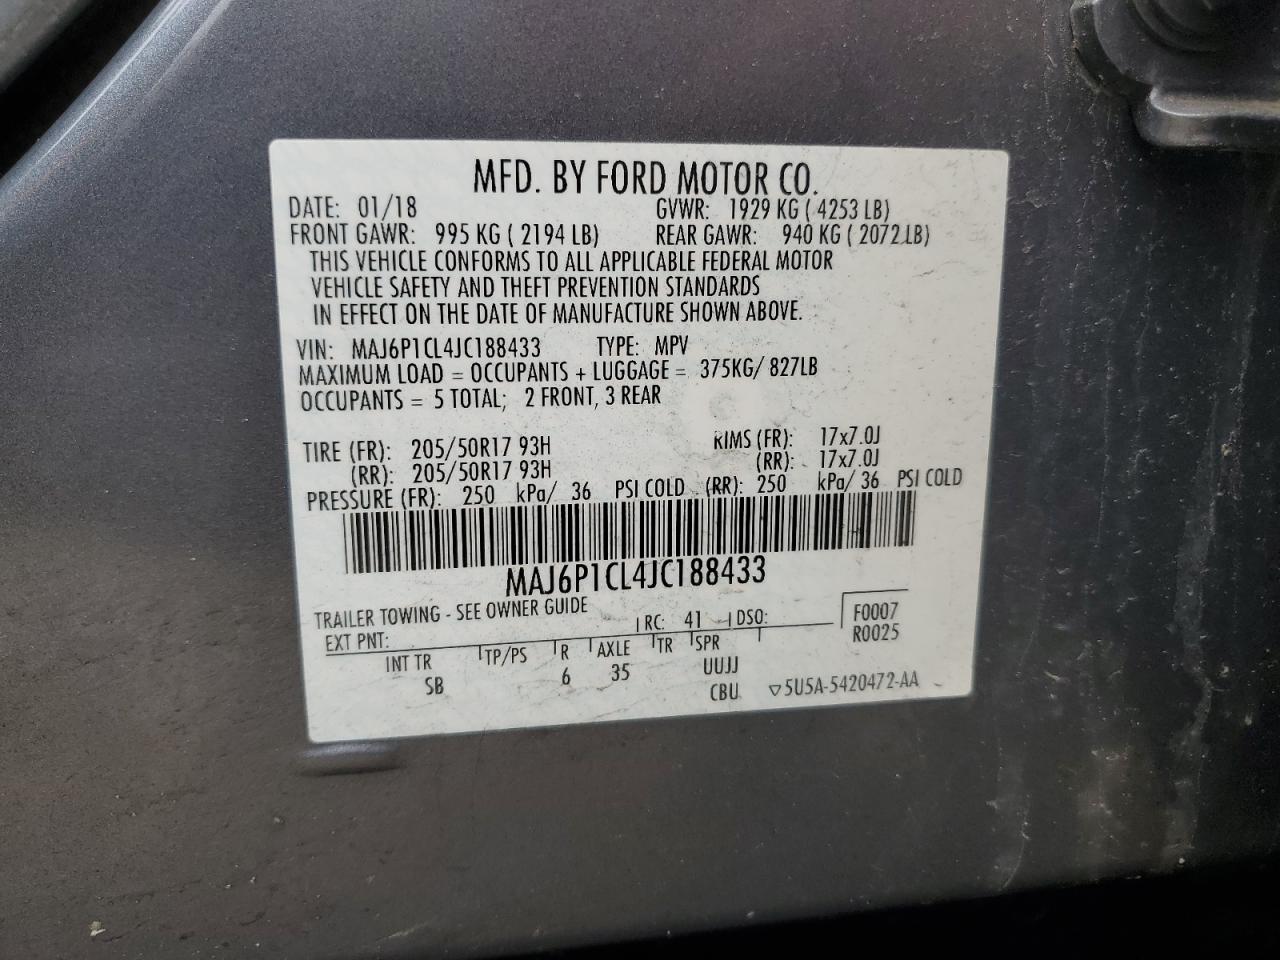 MFD. BY FORD MOTOR CO.
DATE: 01/18 GVWR: 1929 KG ( 4253 LB)
FRONT GAWR: 995 KG ( 2194 LB) REAR GAWR: 940 KG ( 2072 LB)
THIS VEHICLE CONFORMS TO ALL APPLICABLE FEDERAL MOTOR
VEHICLE SAFETY AND THEFT PREVENTION STANDARDS
IN EFFECT ON THE DATE OF MANUFACTURE SHOWN ABOVE.
VIN: MAJ6P1CL4JC188433 TYPE: MPV
MAXIMUM LOAD = OCCUPANTS + LUGGAGE = 375KG/ 827LB
OCCUPANTS = 5 TOTAL; 2 FRONT, 3 REAR
TIRE (FR): 205/50R17 93H RIMS (FR): 17x7.0J
(RR): 205/50R17 93H (RR): 17x7.0J
PRESSURE (FR): 250 kPa/ 36 PSI COLD (RR): 250 kPa/ 36 PSI COLD
MAJ6P1CL4JC188433
TRAILER TOWING - SEE OWNER GUIDE
EXT PNT: RC: 41 DSO: F0007
R0025
INT TR TP/PS R AXLE TR SPR
SB 6 35 UUJJ
CBU ▽5U5A-5420472-AA